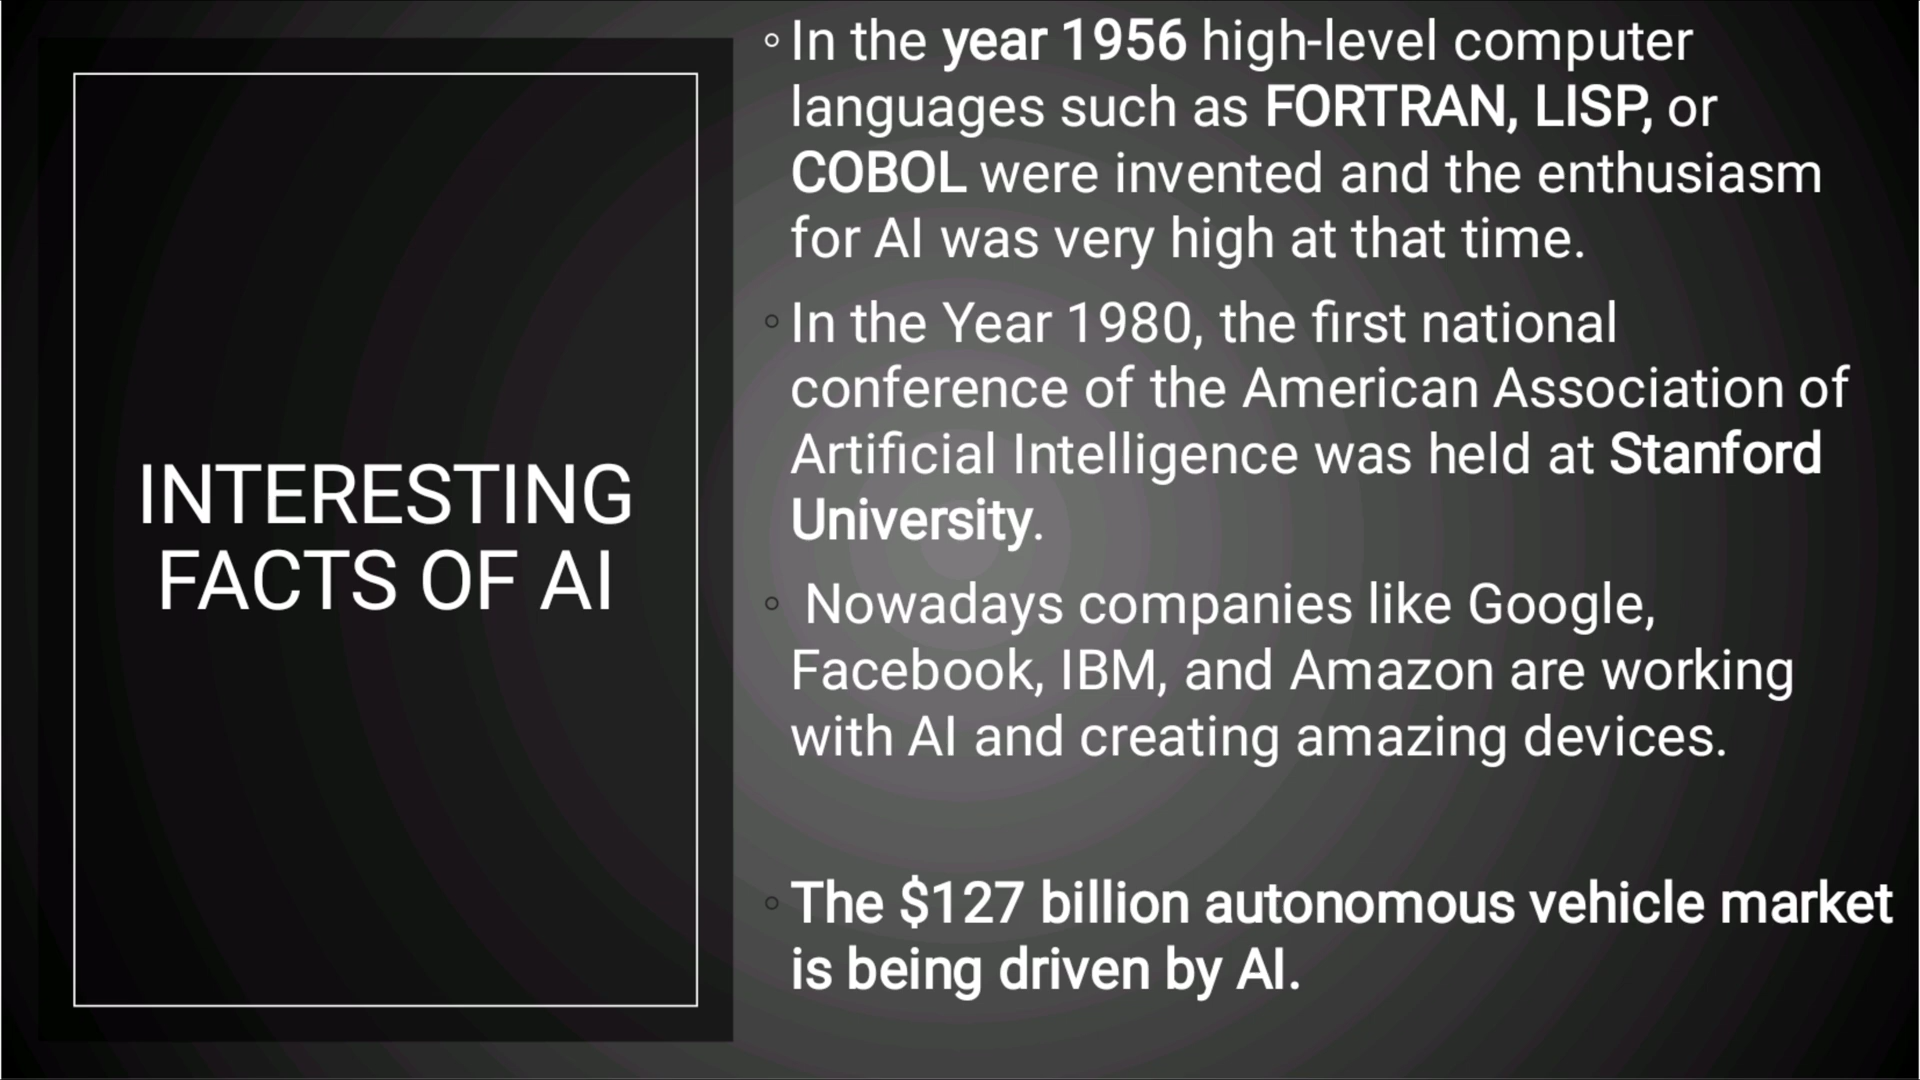 INTERESTING
FACTS OF AI
◦ In the year 1956 high-level computer
languages such as FORTRAN, LISP, or
COBOL were invented and the enthusiasm
for AI was very high at that time.
◦ In the Year 1980, the first national
conference of the American Association of
Artificial Intelligence was held at Stanford
University.
◦ Nowadays companies like Google,
Facebook, IBM, and Amazon are working
with AI and creating amazing devices.
◦ The $127 billion autonomous vehicle market
is being driven by AI.